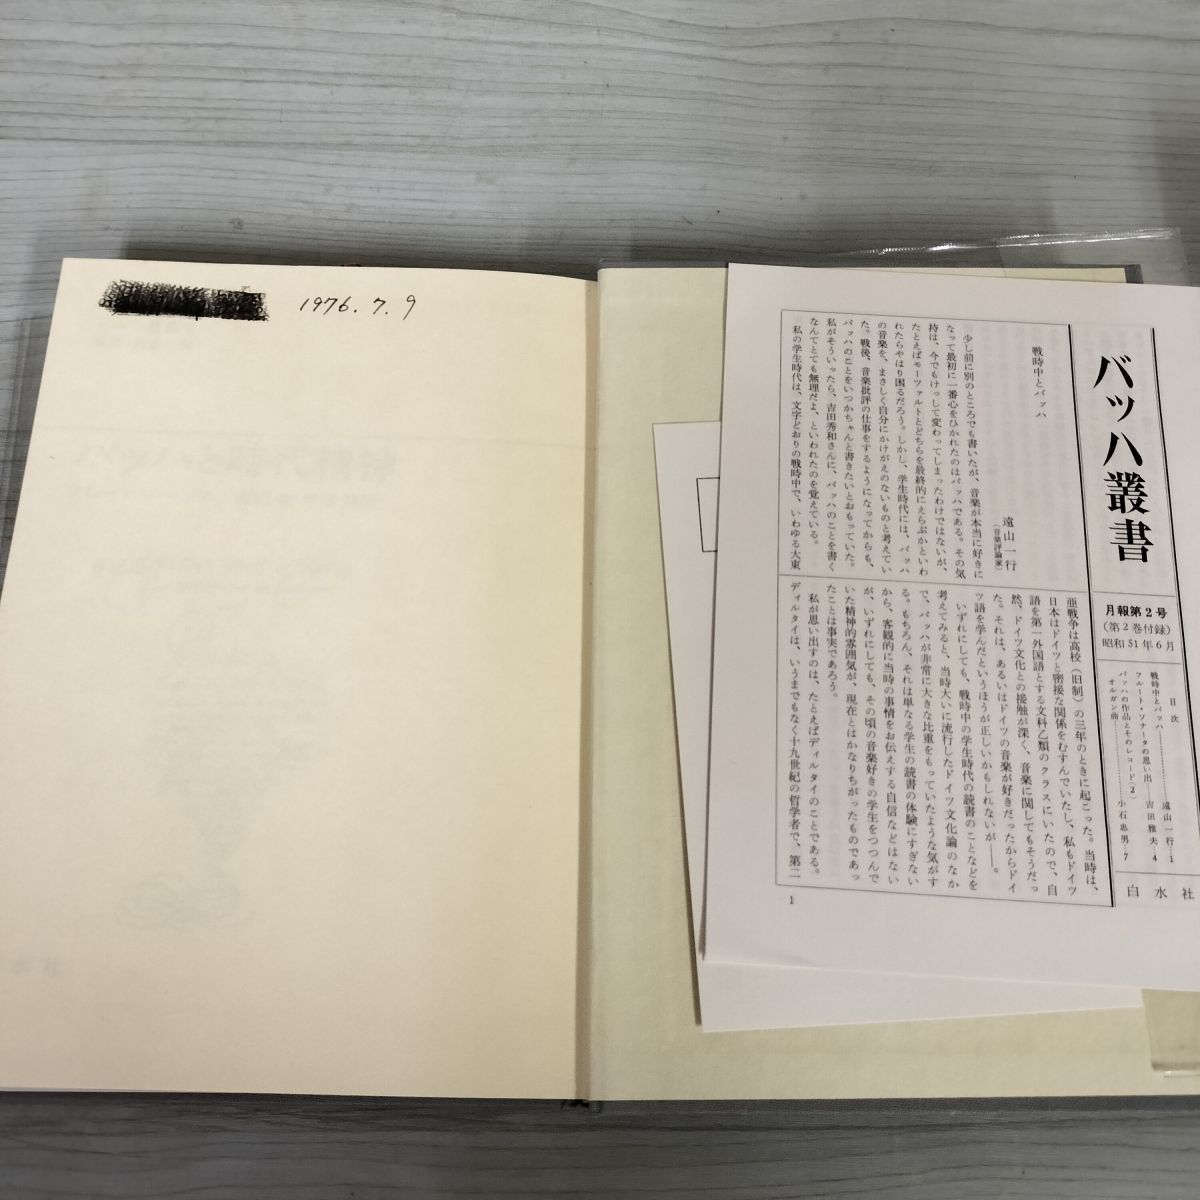 1976.7.9
バッハ叢書
月報第2号
（第2巻付録）
昭和51年6月
目次
戦時中とバッハ…………遠山一行…1
フルート・ソナータの思い出……吉田雅夫…4
バッハの作品とそのレコード（2）
オルガン曲…………小石忠男…7
白水社
戦時中とバッハ
遠山一行
（音楽評論家）
少し前に別のところでも書いたが、音楽が本当に好きに
なって最初に一番心をひかれたのはバッハである。その気
持は、今でもけっして変わってしまったわけではないが、
たとえばモーツァルトとどちらを最終的にえらぶかといわ
れたらやはり困るだろう。しかし、学生時代には、バッハ
の音楽を、まさしく自分にかけがえのないものと考えてい
た。戦後、音楽批評の仕事をするようになってからも、
バッハのことをいつかちゃんと書きたいとおもっていた。
私がそういったら、吉田秀和さんに、バッハのことを書く
なんてとても無理だよ、といわれたのを覚えている。
私の学生時代は、文字どおりの戦時中で、いわゆる大東
亜戦争は高校（旧制）の三年のときに起こった。当時は、
日本はドイツと密接な関係をむすんでいたし、私もドイツ
語を第一外国語とする文科乙類のクラスにいたので、自
然、ドイツ文化との接触が深く、音楽に関してもそうだっ
た。それは、あるいはドイツの音楽が好きだったからドイ
ツ語を学んだというほうが正しいかもしれないが――。
いずれにしても、戦時中の学生時代の読書のことなどを
考えてみると、当時大いに流行したドイツ文化論のなか
で、バッハが非常に大きな比重をもっていたような気がす
る。もちろん、それは単なる学生の読書の体験にすぎない
から、客観的に当時の事情をお伝えする自信などはない
が、いずれにしても、その頃の音楽好きの学生をつつんで
いた精神的雰囲気が、現在とはかなりちがったものであっ
たことは事実であろう。
私が思い出すのは、たとえばディルタイのことである。
ディルタイは、いうまでもなく十九世紀の哲学者で、第二
1